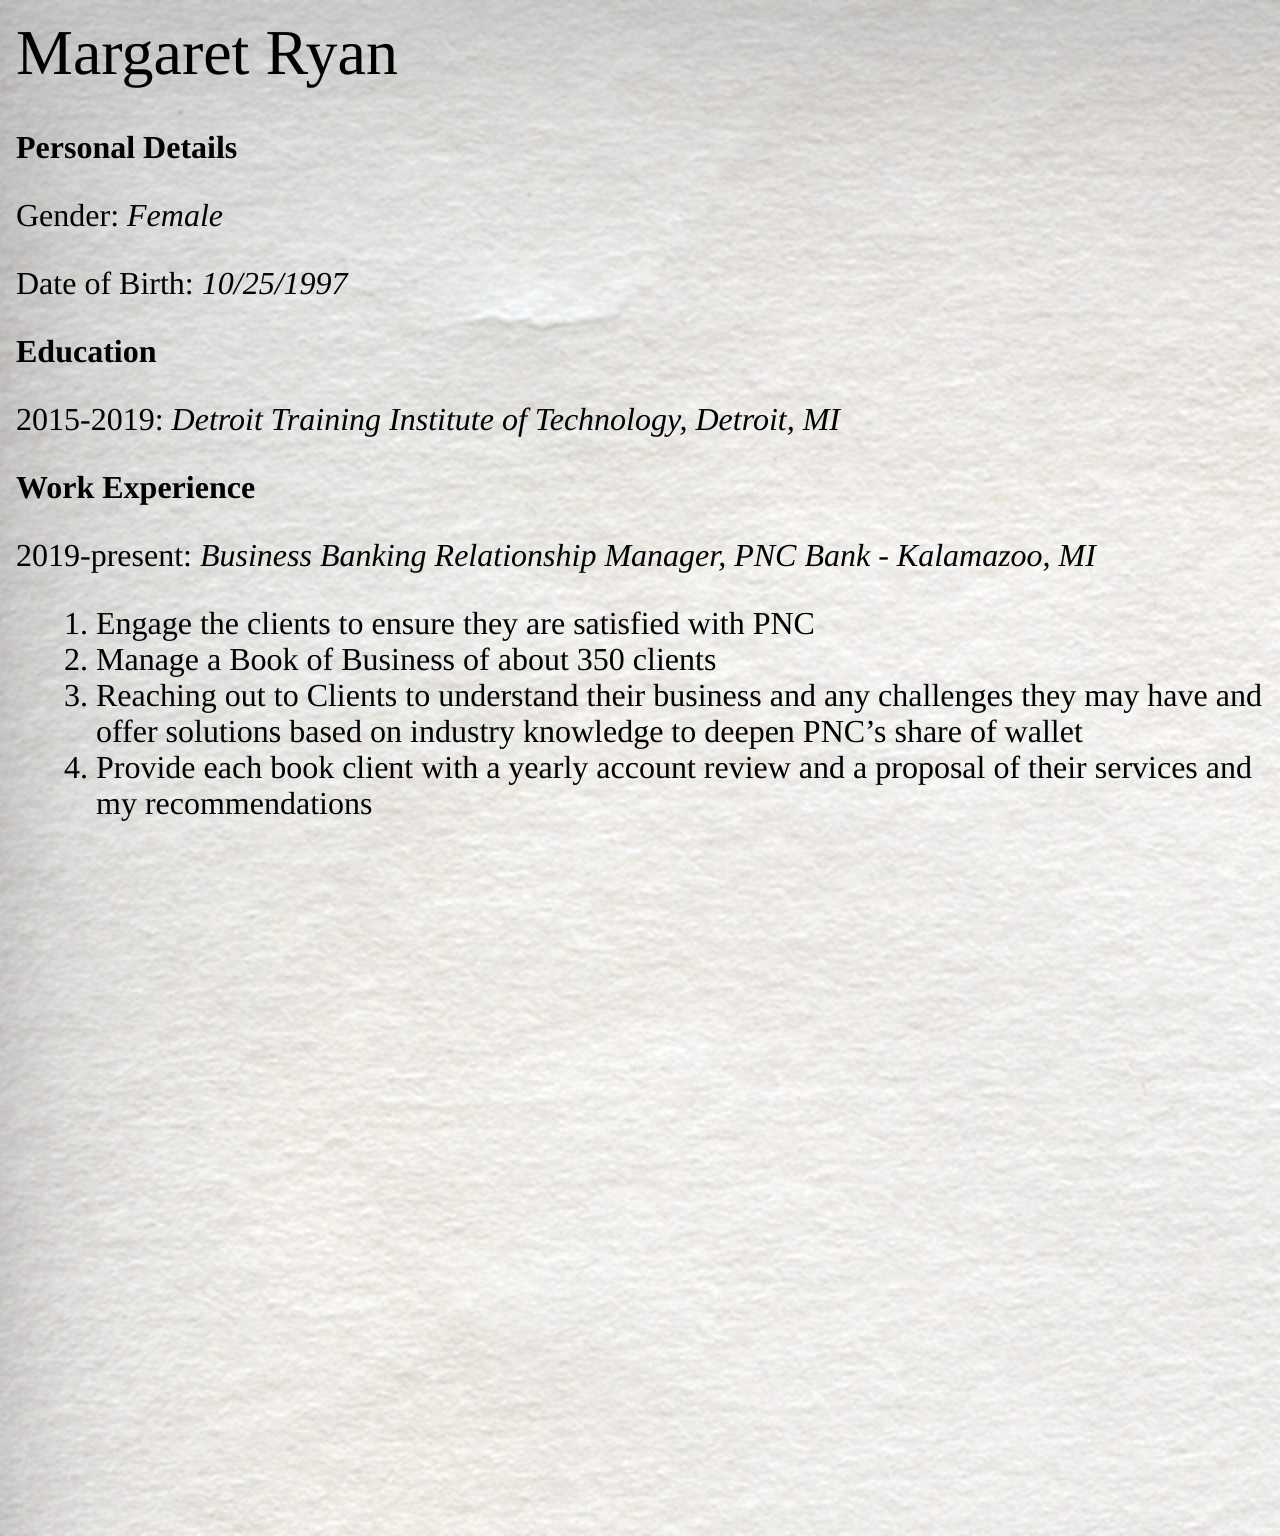 Margaret Ryan
Personal Details
Gender: Female
Date of Birth: 10/25/1997
Education
2015-2019: Detroit Training Institute of Technology, Detroit, MI
Work Experience
2019-present: Business Banking Relationship Manager, PNC Bank - Kalamazoo, MI
1. Engage the clients to ensure they are satisfied with PNC
2. Manage a Book of Business of about 350 clients
3. Reaching out to Clients to understand their business and any challenges they may have and
offer solutions based on industry knowledge to deepen PNC’s share of wallet
4. Provide each book client with a yearly account review and a proposal of their services and
my recommendations